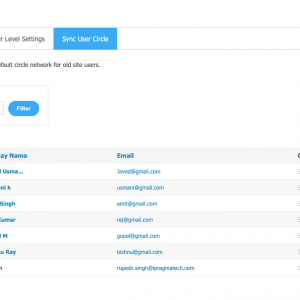 r Level Settings Sync User Circle
efault circle network for old site users.
Filter
ay Name Email
l Usma... Javed@gmail.com
ni k usmani@gmail.com
Singh amit@gmail.com
Kumar raj@gmail.com
l M gopal@gmail.com
u Ray bishnu@gmail.com
n rupesh.singh@ipragmatech.com